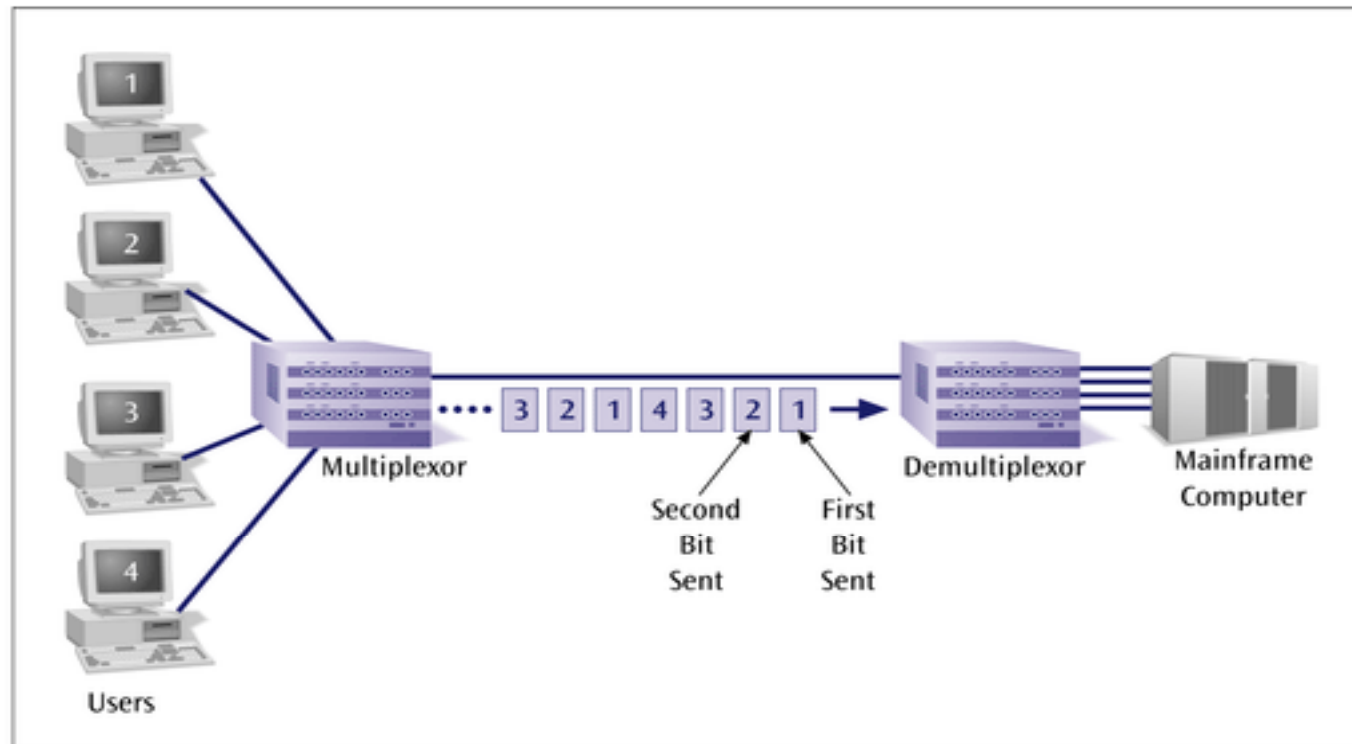 1
2
3
4
Users
Multiplexor
3 2 1 4 3 2 1
Second
Bit
Sent
First
Bit
Sent
Demultiplexor
Mainframe
Computer